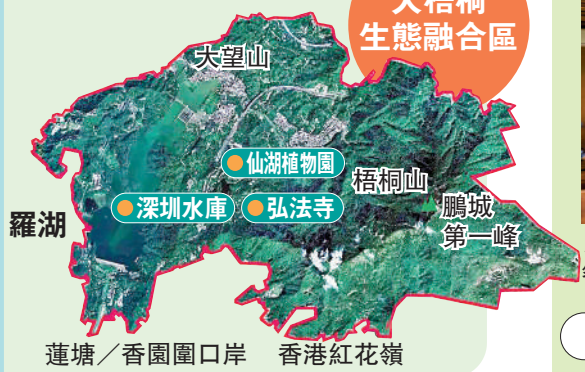 大梧桐
生態融合區
大望山
仙湖植物園
梧桐山
深圳水庫
弘法寺
鵬城
第一峰
羅湖
蓮塘／香園圍口岸
香港紅花嶺